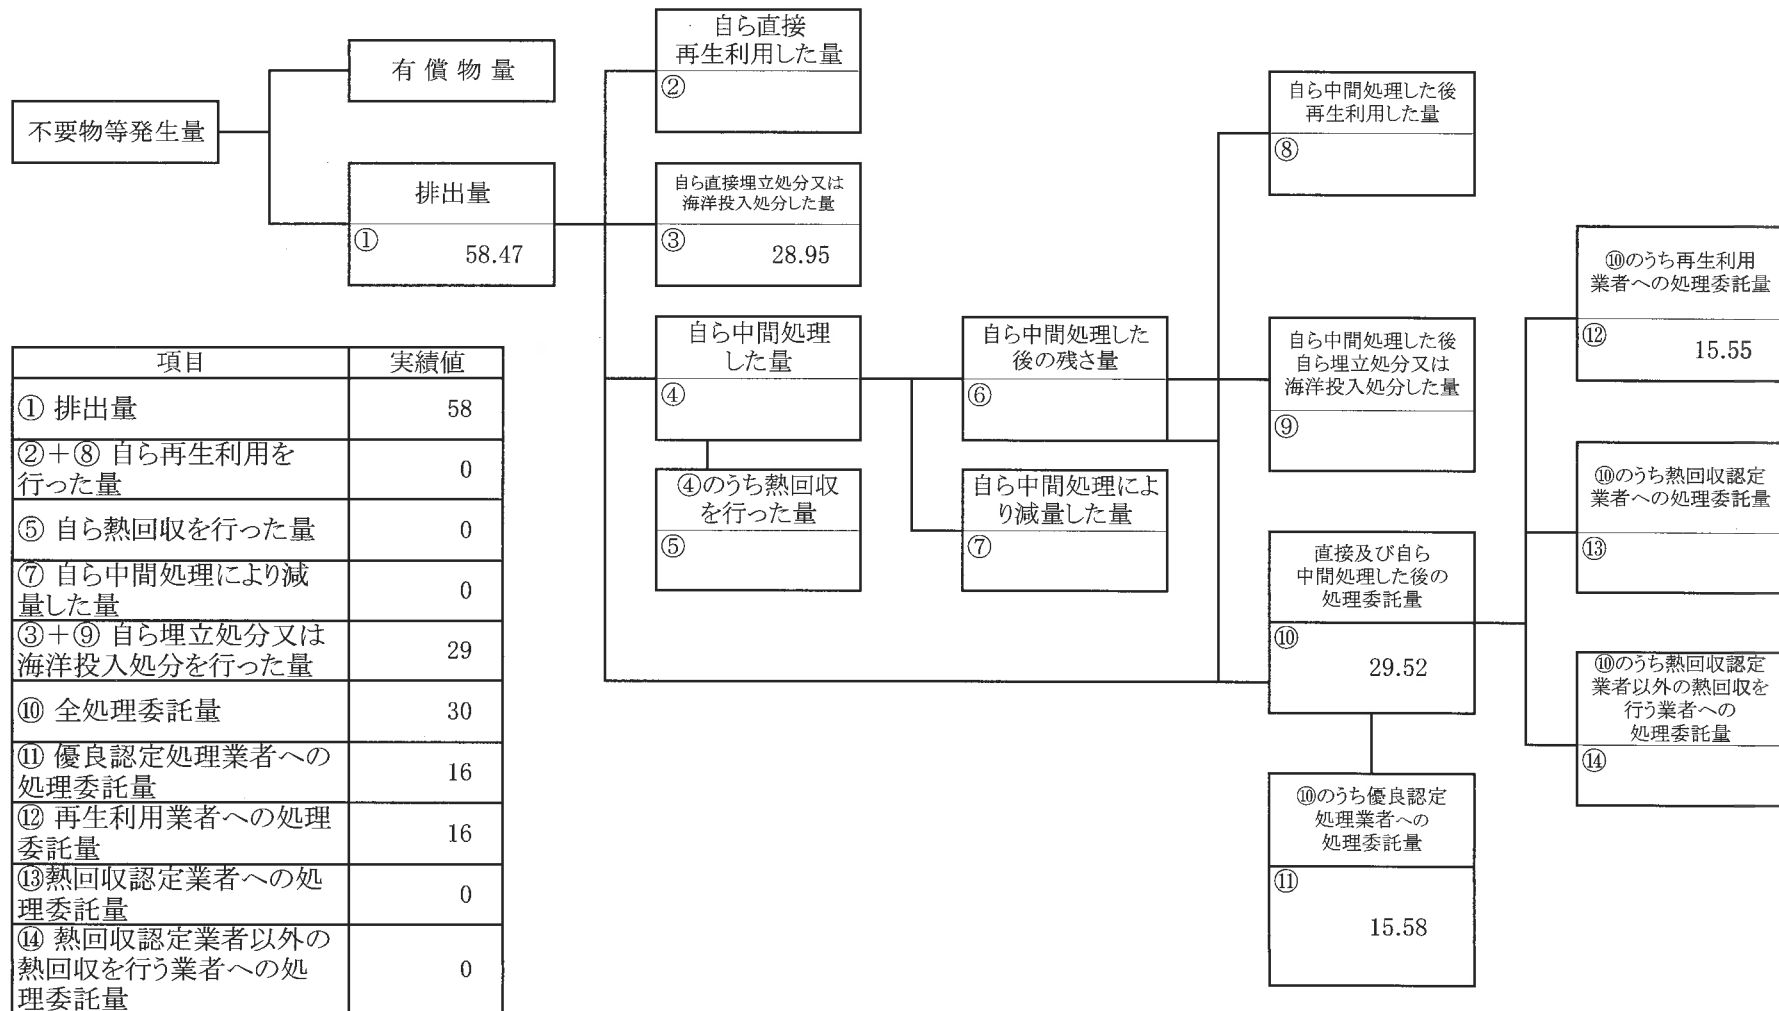 不要物等発生量
有償物量
排出量
①
58.47
自ら直接
再生利用した量
②
自ら直接埋立処分又は
海洋投入処分した量
③
28.95
自ら中間処理
した量
④
④のうち熱回収
を行った量
⑤
自ら中間処理した
後の残さ量
⑥
自ら中間処理によ
り減量した量
⑦
自ら中間処理した後
再生利用した量
⑧
自ら中間処理した後
自ら埋立処分又は
海洋投入処分した量
⑨
直接及び自ら
中間処理した後の
処理委託量
⑩
29.52
⑩のうち優良認定
処理業者への
処理委託量
⑪
15.58
⑩のうち再生利用
業者への処理委託量
⑫
15.55
⑩のうち熱回収認定
業者への処理委託量
⑬
⑩のうち熱回収認定
業者以外の熱回収を
行う業者への
処理委託量
⑭
項目 実績値
① 排出量 58
②+⑧ 自ら再生利用を
行った量 0
⑤ 自ら熱回収を行った量 0
⑦ 自ら中間処理により減
量した量 0
③+⑨ 自ら埋立処分又は
海洋投入処分を行った量 29
⑩ 全処理委託量 30
⑪ 優良認定処理業者への
処理委託量 16
⑫ 再生利用業者への処理
委託量 16
⑬熱回収認定業者への処
理委託量 0
⑭ 熱回収認定業者以外の
熱回収を行う業者への処
理委託量 0